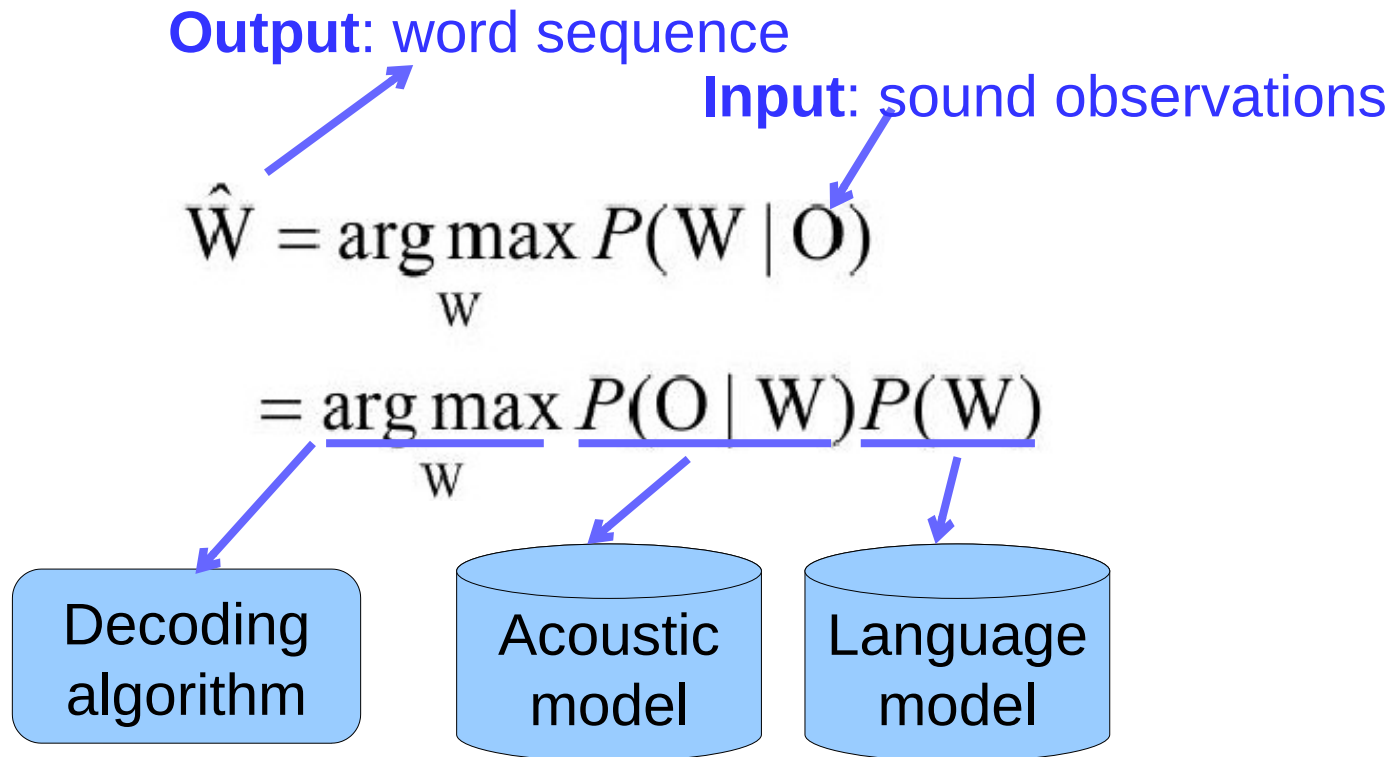 Output: word sequence
Input: sound observations
Ŵ = arg max P(W | O)
W
= arg max P(O | W)P(W)
W
Decoding
algorithm
Acoustic
model
Language
model